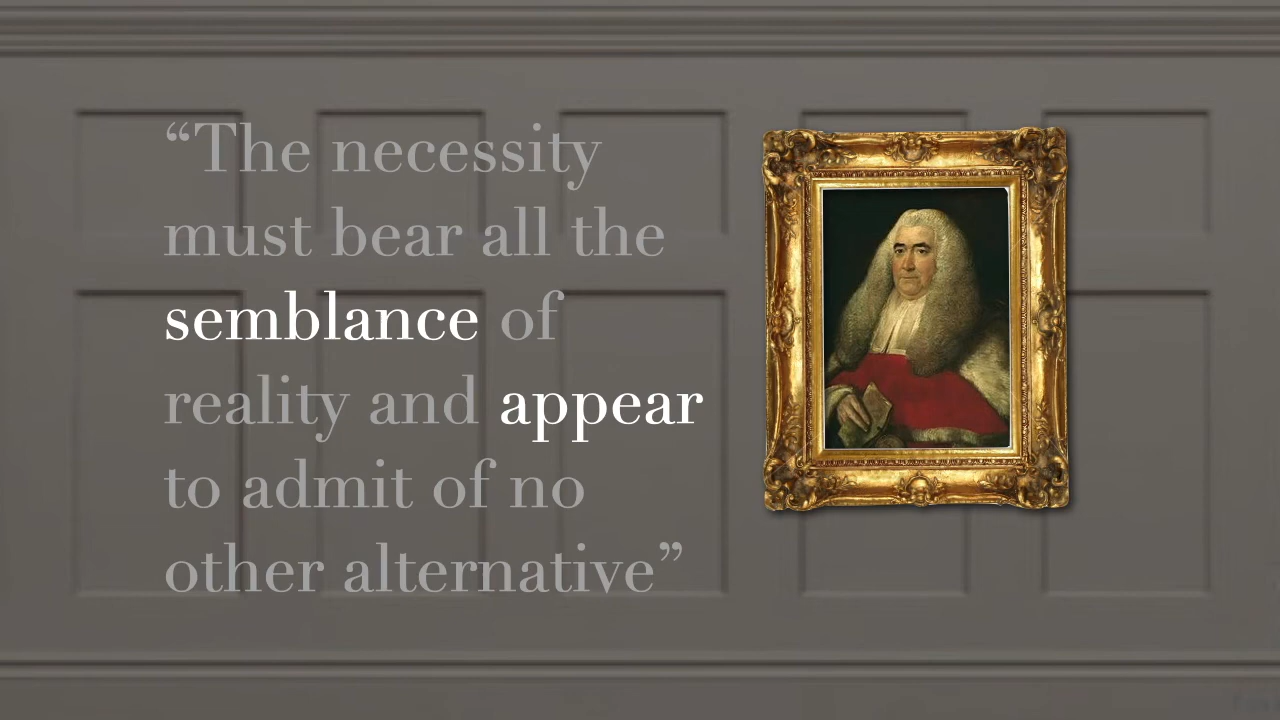 “The necessity
must bear all the
semblance of
reality and appear
to admit of no
other alternative”